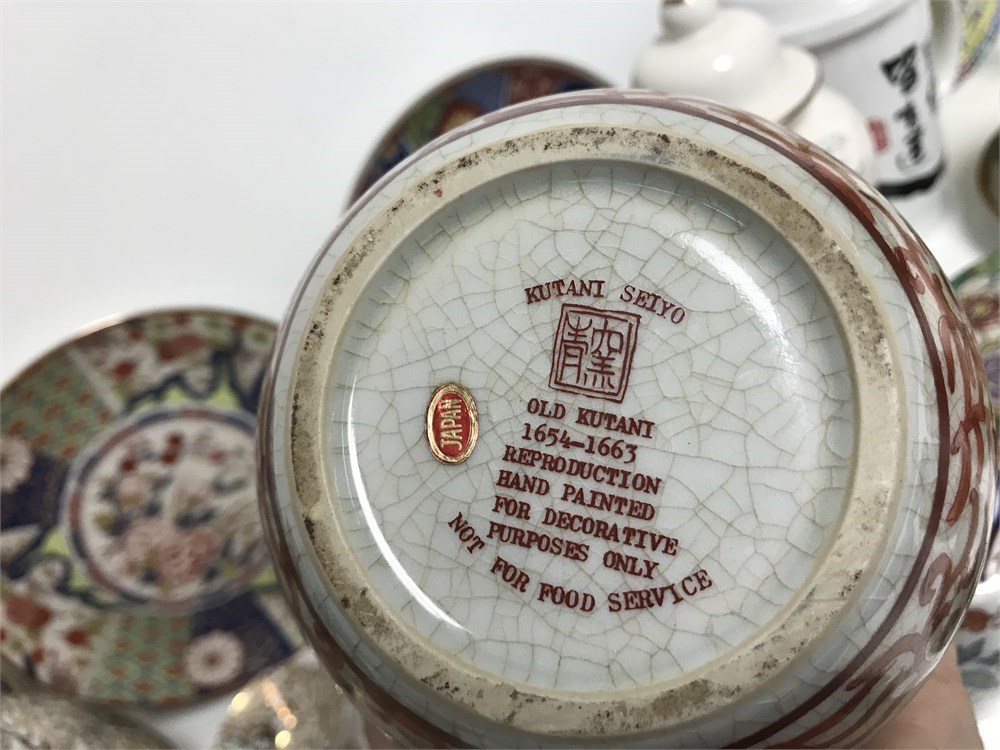 KUTANI SEIYO
OLD KUTANI
1654—1663
REPRODUCTION
HAND PAINTED
FOR DECORATIVE
PURPOSES ONLY
NOT FOR FOOD SERVICE
JAPAN